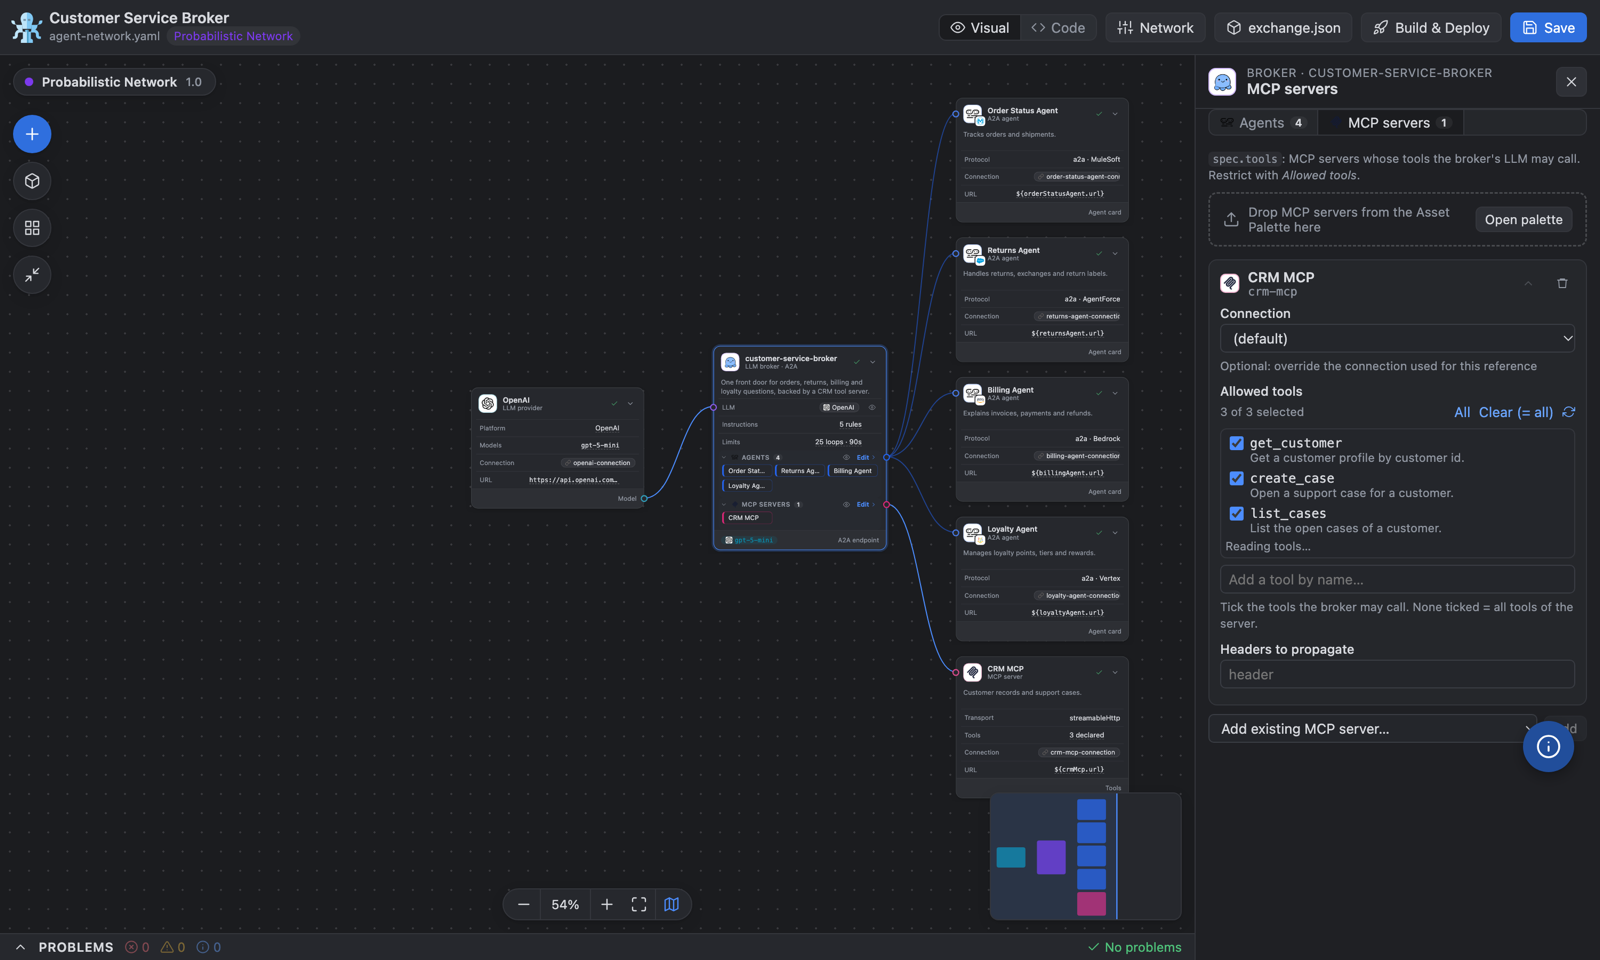 Customer Service Broker
agent-network.yaml
Probabilistic Network
Visual
Code
Network
exchange.json
Build & Deploy
Save
Probabilistic Network 1.0
OpenAI
LLM provider
Platform
OpenAI
Models
gpt-5-mini
Connection
openai-connection
URL
https://api.openai.com…
Model
customer-service-broker
LLM broker · A2A
One front door for orders, returns, billing and
loyalty questions, backed by a CRM tool server.
LLM
OpenAI
Instructions
5 rules
Limits
25 loops · 90s
AGENTS 4
Edit
Order Stat…
Returns Ag…
Billing Agent
Loyalty Ag…
MCP SERVERS 1
Edit
CRM MCP
gpt-5-mini
A2A endpoint
Order Status Agent
A2A agent
Tracks orders and shipments.
Protocol
a2a · MuleSoft
Connection
order-status-agent-con
URL
${orderStatusAgent.url}
Agent card
Returns Agent
A2A agent
Handles returns, exchanges and return labels.
Protocol
a2a · AgentForce
Connection
returns-agent-connectic
URL
${returnsAgent.url}
Agent card
Billing Agent
A2A agent
Explains invoices, payments and refunds.
Protocol
a2a · Bedrock
Connection
billing-agent-connection
URL
${billingAgent.url}
Agent card
Loyalty Agent
A2A agent
Manages loyalty points, tiers and rewards.
Protocol
a2a · Vertex
Connection
loyalty-agent-connectio
URL
${loyaltyAgent.url}
Agent card
CRM MCP
MCP server
Customer records and support cases.
Transport
streamableHttp
Tools
3 declared
Connection
crm-mcp-connection
URL
${crmMcp.url}
Tools
54%
PROBLEMS 0 0 0
No problems
BROKER · CUSTOMER-SERVICE-BROKER
MCP servers
Agents 4
MCP servers 1
spec.tools: MCP servers whose tools the broker's LLM may call.
Restrict with Allowed tools.
Drop MCP servers from the Asset
Palette here
Open palette
CRM MCP
crm-mcp
Connection
(default)
Optional: override the connection used for this reference
Allowed tools
3 of 3 selected
All
Clear (= all)
get_customer
Get a customer profile by customer id.
create_case
Open a support case for a customer.
list_cases
List the open cases of a customer.
Reading tools…
Add a tool by name…
Tick the tools the broker may call. None ticked = all tools of the
server.
Headers to propagate
header
Add existing MCP server…